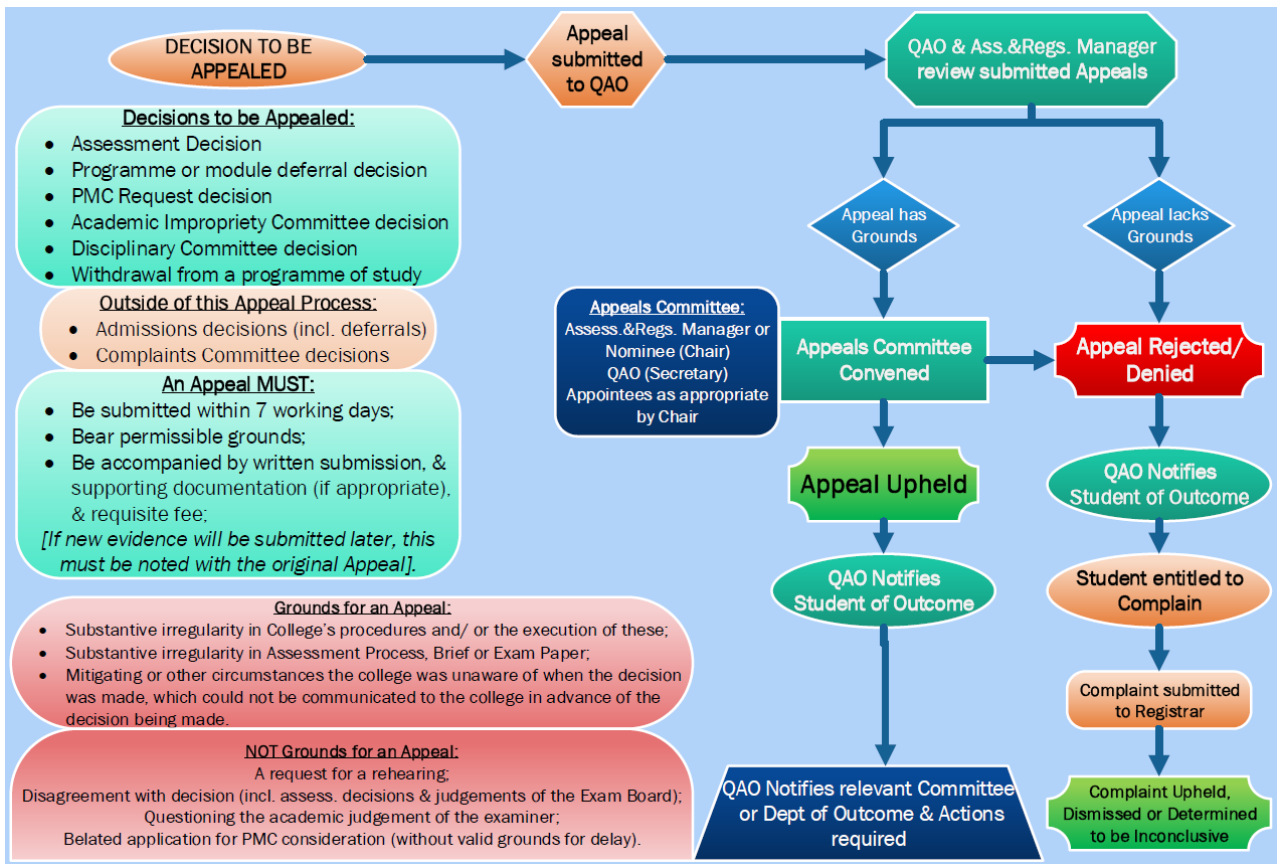 DECISION TO BE
APPEALED
Appeal
submitted
to QAO
QAO & Ass.&Regs. Manager
review submitted Appeals
Decisions to be Appealed:
• Assessment Decision
• Programme or module deferral decision
• PMC Request decision
• Academic Impropriety Committee decision
• Disciplinary Committee decision
• Withdrawal from a programme of study
Outside of this Appeal Process:
• Admissions decisions (incl. deferrals)
• Complaints Committee decisions
An Appeal MUST:
• Be submitted within 7 working days;
• Bear permissible grounds;
• Be accompanied by written submission, &
supporting documentation (if appropriate),
& requisite fee;
[If new evidence will be submitted later, this
must be noted with the original Appeal].
Grounds for an Appeal:
• Substantive irregularity in College's procedures and/ or the execution of these;
• Substantive irregularity in Assessment Process, Brief or Exam Paper;
• Mitigating or other circumstances the college was unaware of when the decision
was made, which could not be communicated to the college in advance of the
decision being made.
NOT Grounds for an Appeal:
A request for a rehearing;
Disagreement with decision (incl. assess. decisions & judgements of the Exam Board);
Questioning the academic judgement of the examiner;
Belated application for PMC consideration (without valid grounds for delay).
Appeal has
Grounds
Appeal lacks
Grounds
Appeals Committee:
Assess.&Regs. Manager or
Nominee (Chair)
QAO (Secretary)
Appointees as appropriate
by Chair
Appeals Committee
Convened
Appeal Rejected/
Denied
Appeal Upheld
QAO Notifies
Student of Outcome
QAO Notifies
Student of Outcome
Student entitled to
Complain
Complaint submitted
to Registrar
QAO Notifies relevant Committee
or Dept of Outcome & Actions
required
Complaint Upheld,
Dismissed or Determined
to be Inconclusive